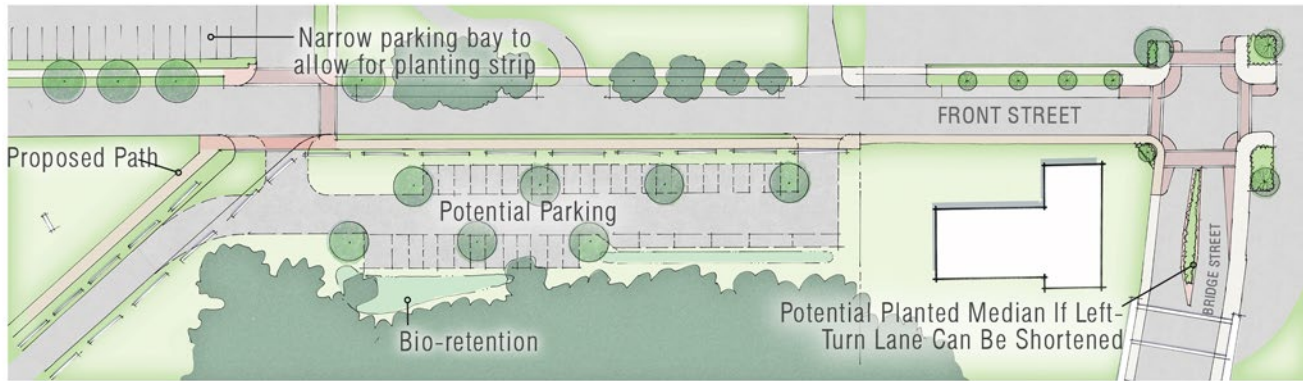 Narrow parking bay to
allow for planting strip
FRONT STREET
Proposed Path
Potential Parking
BRIDGE STREET
Potential Planted Median If Left-
Turn Lane Can Be Shortened
Bio-retention